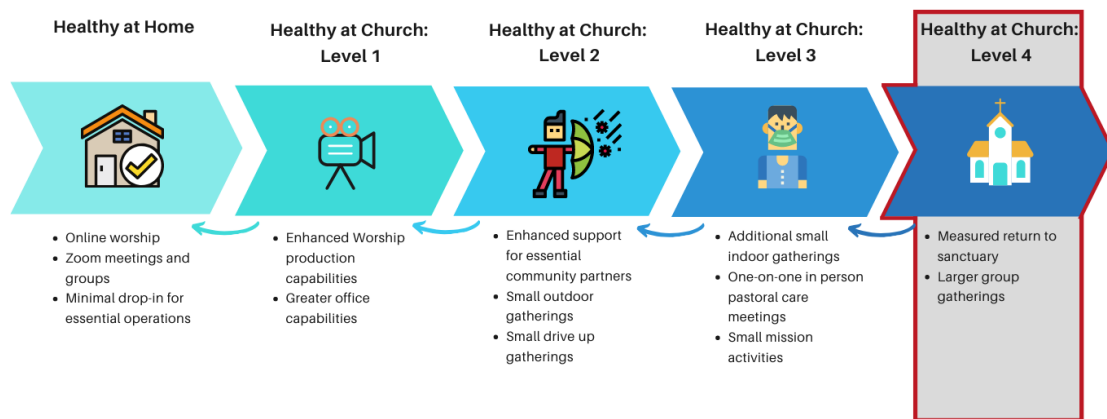 Healthy at Home
Healthy at Church:
Level 1
Healthy at Church:
Level 2
Healthy at Church:
Level 3
Healthy at Church:
Level 4
• Online worship
• Zoom meetings and
groups
• Minimal drop-in for
essential operations
• Enhanced Worship
production
capabilities
• Greater office
capabilities
• Enhanced support
for essential
community partners
• Small outdoor
gatherings
• Small drive up
gatherings
• Additional small
indoor gatherings
• One-on-one in person
pastoral care
meetings
• Small mission
activities
• Measured return to
sanctuary
• Larger group
gatherings